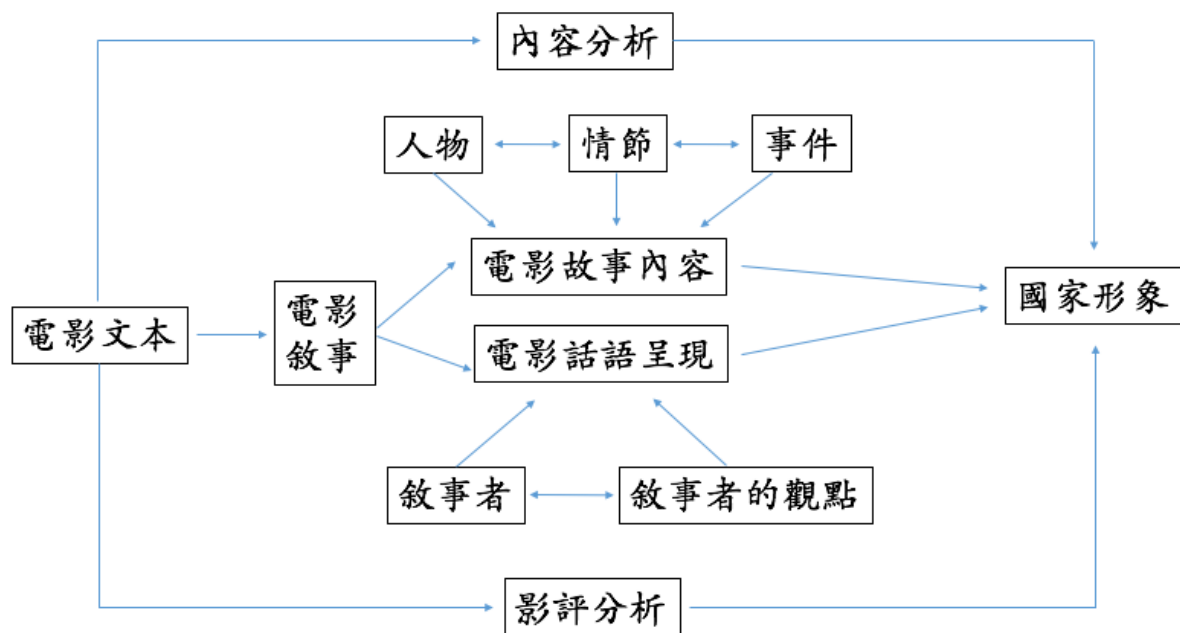 內容分析
人物
情節
事件
電影故事內容
電影文本
電影
敘事
國家形象
電影話語呈現
敘事者
敘事者的觀點
影評分析